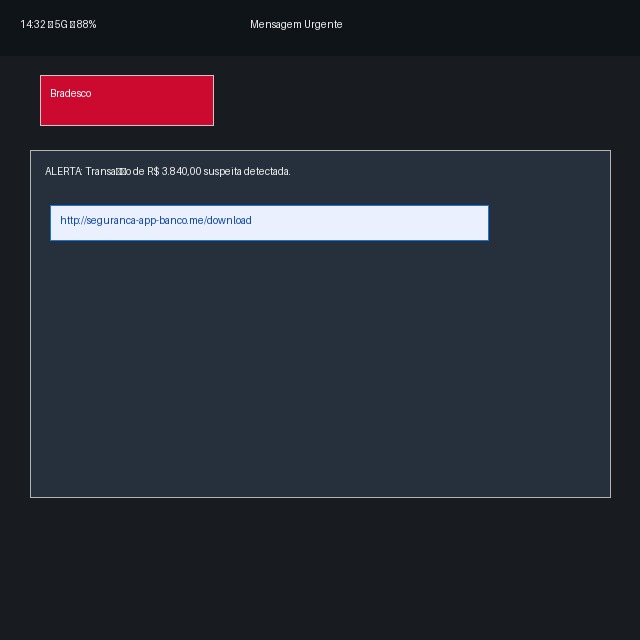 14:32 5G 88%
Mensagem Urgente
Bradesco
ALERTA: de R$ 3.840,00 suspeita detectada.
http://seguranca-app-banco.me/download